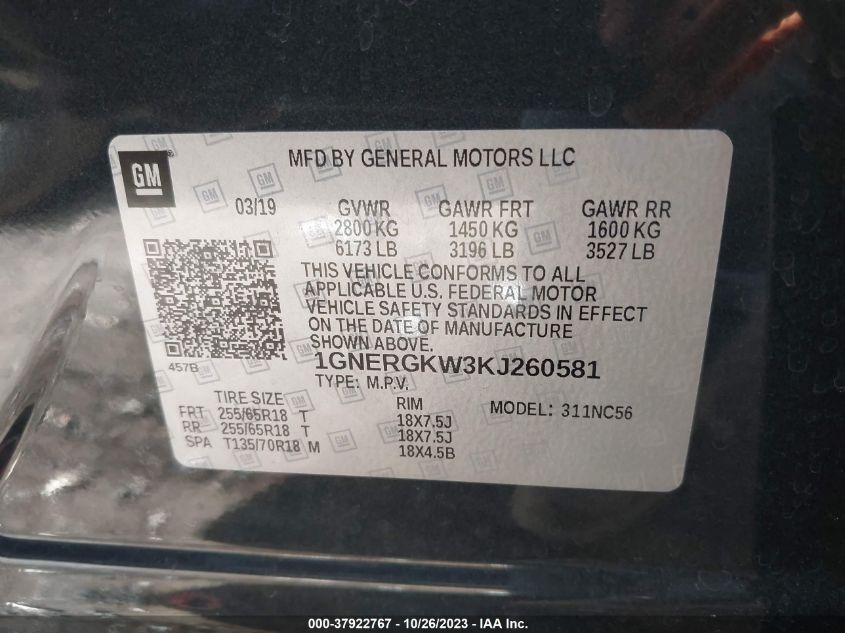 GM
MFD BY GENERAL MOTORS LLC
03/19 GVWR GAWR FRT GAWR RR
2800 KG 1450 KG 1600 KG
6173 LB 3196 LB 3527 LB
THIS VEHICLE CONFORMS TO ALL
APPLICABLE U.S. FEDERAL MOTOR
VEHICLE SAFETY STANDARDS IN EFFECT
ON THE DATE OF MANUFACTURE
SHOWN ABOVE.
457B
1GNERGKW3KJ260581
TYPE: M.P.V.
TIRE SIZE RIM MODEL: 311NC56
FRT 255/65R18 T 18X7.5J
RR 255/65R18 T 18X7.5J
SPA T135/70R18 M 18X4.5B
000-37922767 - 10/26/2023 - IAA Inc.